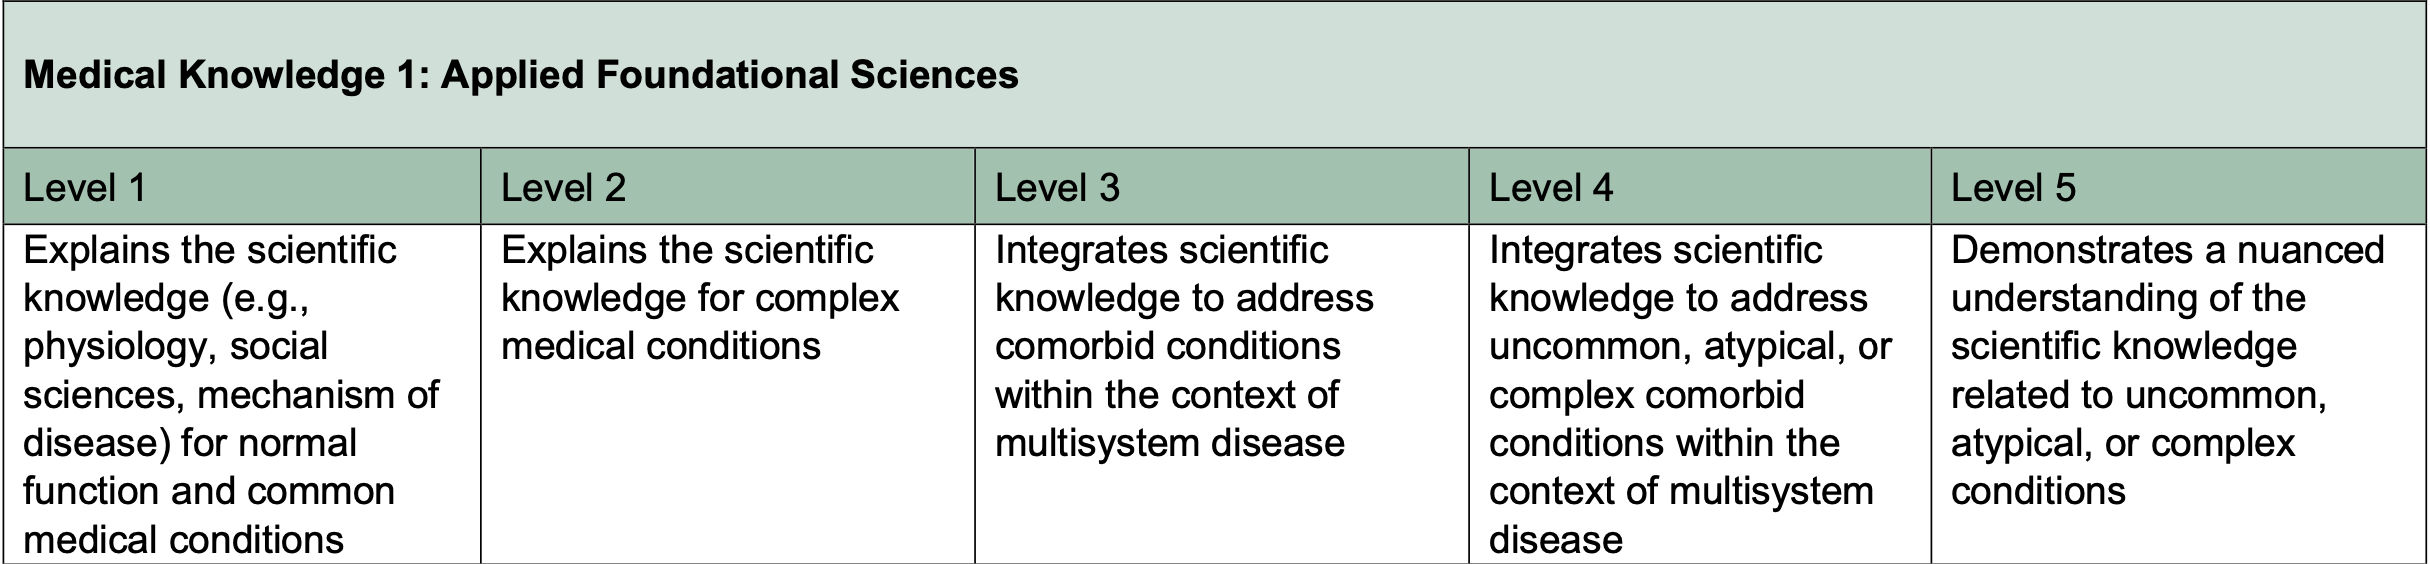 Medical Knowledge 1: Applied Foundational Sciences
Level 1
Level 2
Level 3
Level 4
Level 5
Explains the scientific
knowledge (e.g.,
physiology, social
sciences, mechanism of
disease) for normal
function and common
medical conditions
Explains the scientific
knowledge for complex
medical conditions
Integrates scientific
knowledge to address
comorbid conditions
within the context of
multisystem disease
Integrates scientific
knowledge to address
uncommon, atypical, or
complex comorbid
conditions within the
context of multisystem
disease
Demonstrates a nuanced
understanding of the
scientific knowledge
related to uncommon,
atypical, or complex
conditions